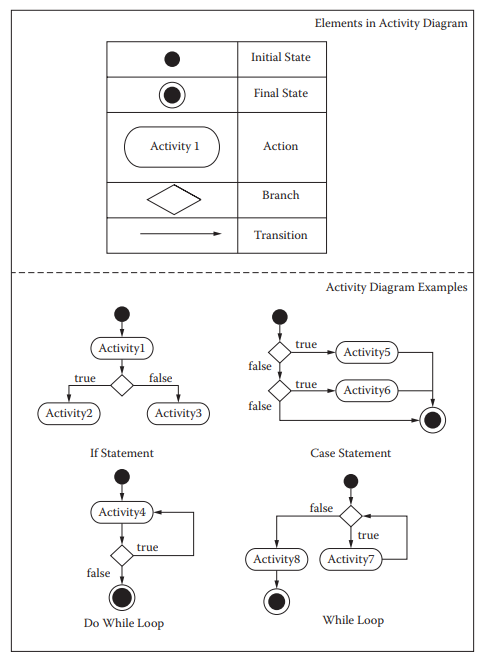 Elements in Activity Diagram
Initial State
Final State
Activity 1
Action
Branch
Transition
Activity Diagram Examples
Activity1
true
false
Activity2
Activity3
If Statement
true
Activity5
false
true
Activity6
false
Case Statement
Activity4
true
false
Do While Loop
false
true
Activity8
Activity7
While Loop